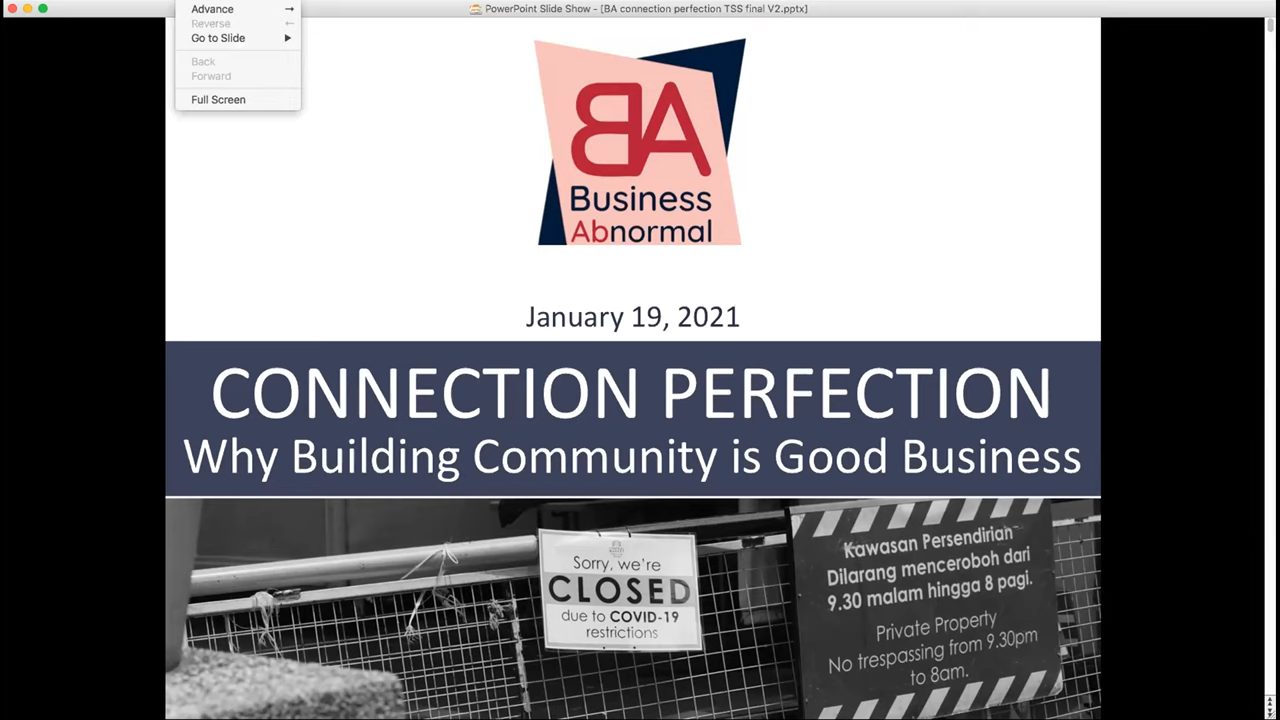 PowerPoint Slide Show - [BA connection perfection TSS final V2.pptx]
Advance
Reverse
Go to Slide
Back
Forward
Full Screen
BA
Business
Abnormal
January 19, 2021
CONNECTION PERFECTION
Why Building Community is Good Business
Sorry, we're
CLOSED
due to COVID-19
restrictions
Kawasan Persendirian
Dilarang menceroboh dari
9.30 malam hingga 8 pagi.
Private Property
No trespassing from 9.30pm
to 8am.